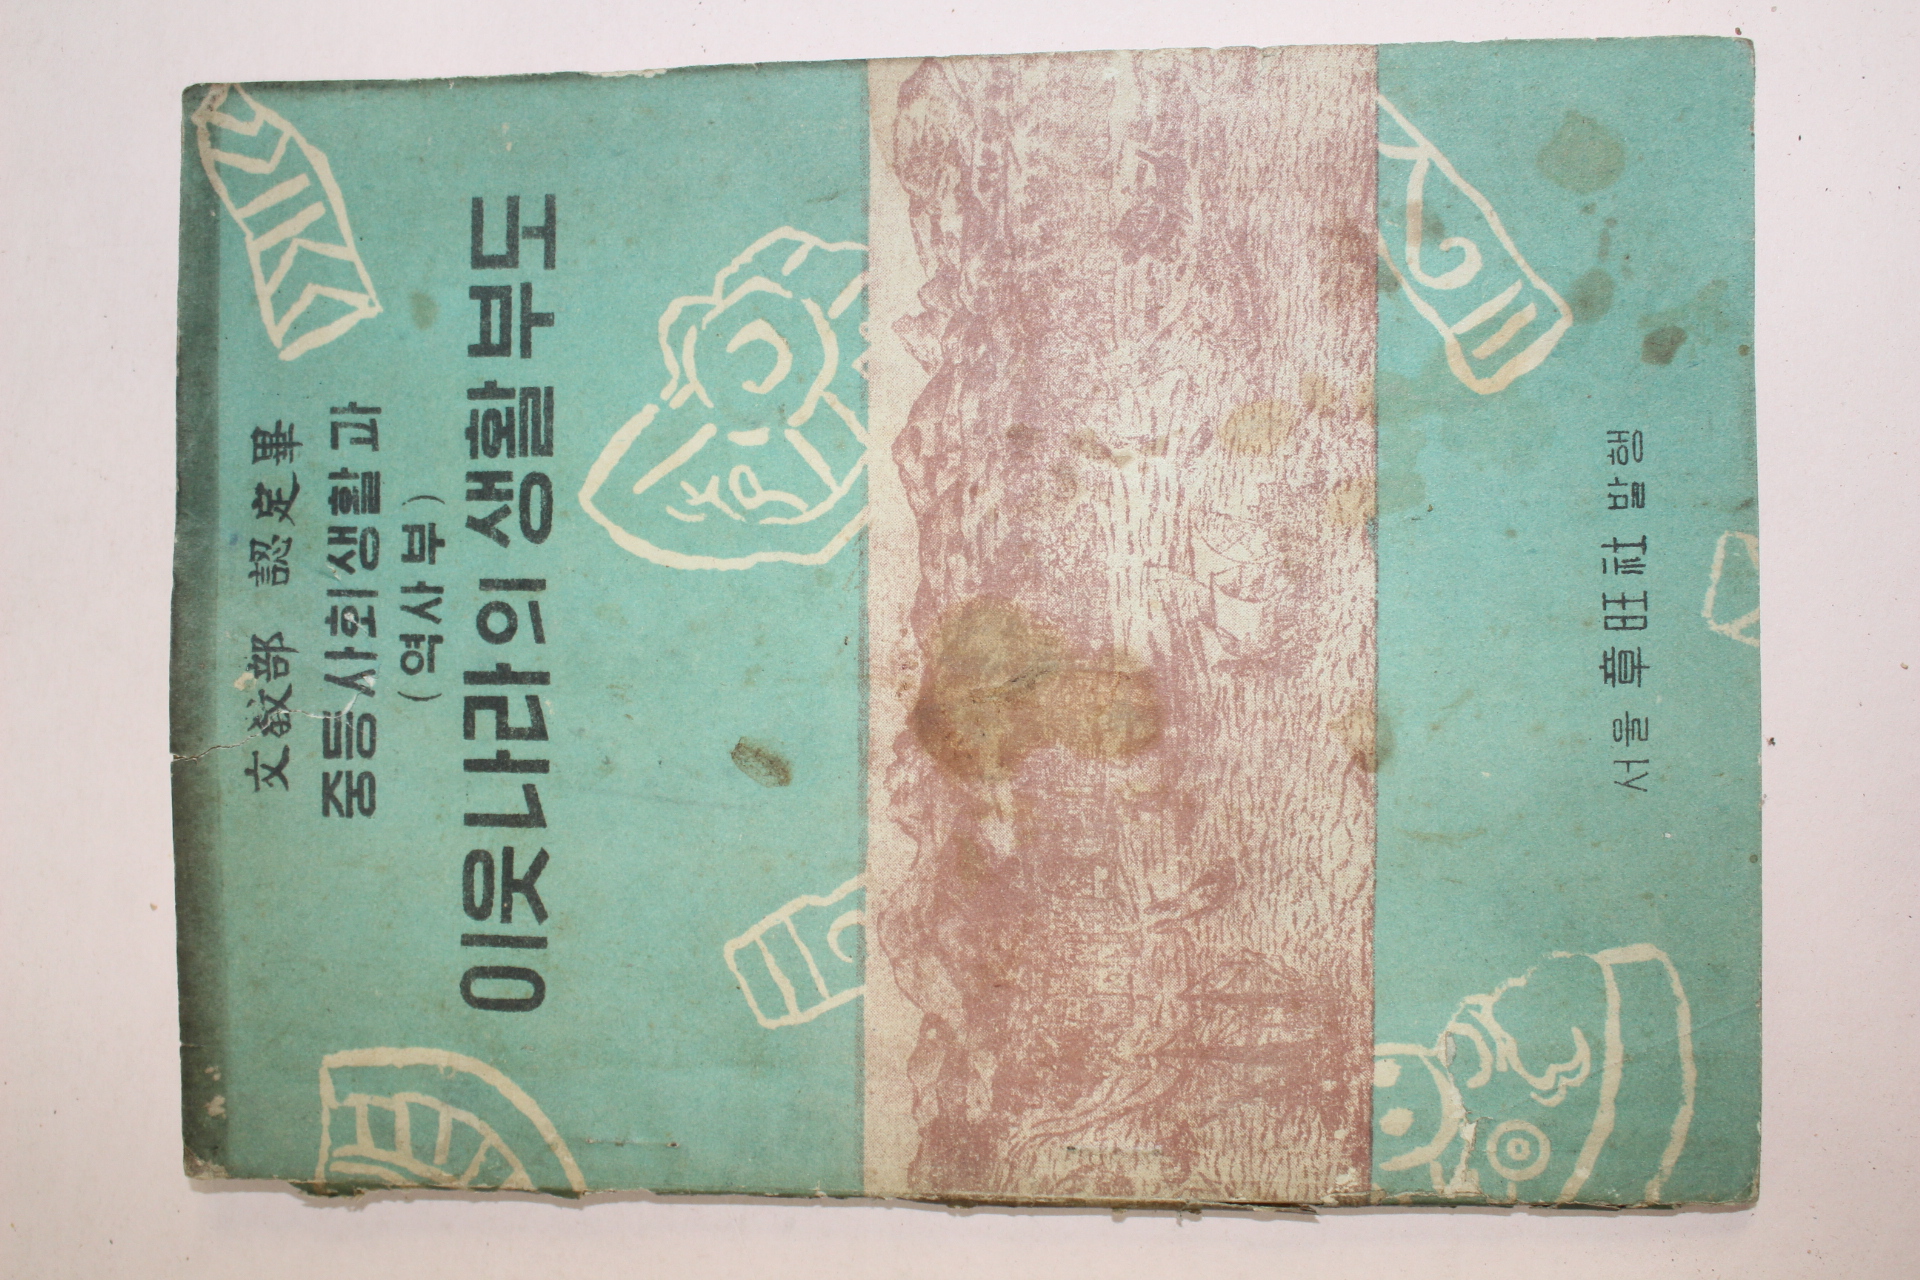 文敎部 認定畢
중등사회생활과
(역사부)
이웃나라의 생활부도
서울 章旺社 발행